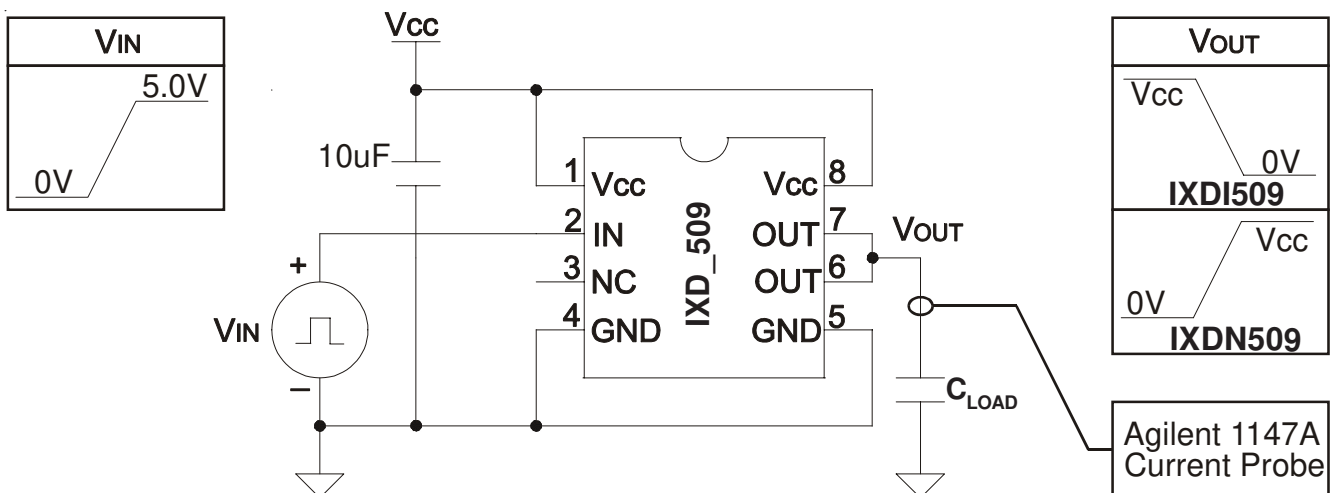 VIN
5.0V
0V
Vcc
10uF
1
Vcc
2
IN
3
NC
4
GND
IXD_509
Vcc
8
OUT
7
OUT
6
GND
5
+
VIN
–
VOUT
CLOAD
VOUT
Vcc
0V
IXDI509
Vcc
0V
IXDN509
Agilent 1147A
Current Probe